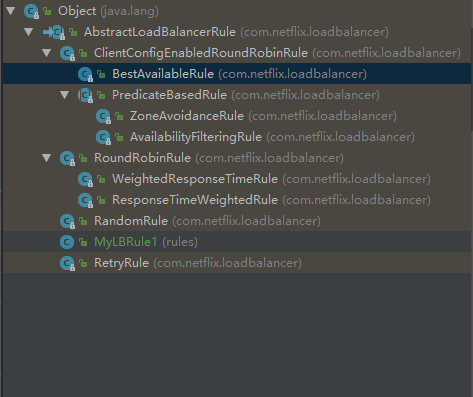 Object (java.lang)
AbstractLoadBalancerRule (com.netflix.loadbalancer)
ClientConfigEnabledRoundRobinRule (com.netflix.loadbalancer)
BestAvailableRule (com.netflix.loadbalancer)
PredicateBasedRule (com.netflix.loadbalancer)
ZoneAvoidanceRule (com.netflix.loadbalancer)
AvailabilityFilteringRule (com.netflix.loadbalancer)
RoundRobinRule (com.netflix.loadbalancer)
WeightedResponseTimeRule (com.netflix.loadbalancer)
ResponseTimeWeightedRule (com.netflix.loadbalancer)
RandomRule (com.netflix.loadbalancer)
MyLBRule1 (rules)
RetryRule (com.netflix.loadbalancer)